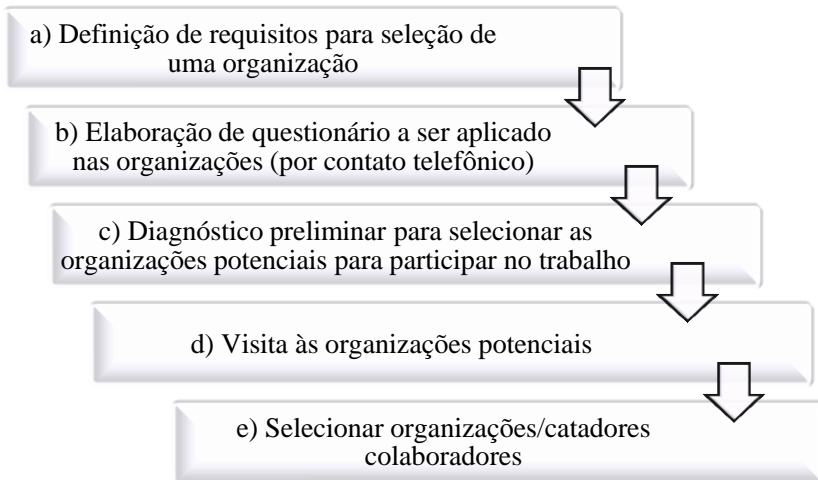 a) Definição de requisitos para seleção de
uma organização
b) Elaboração de questionário a ser aplicado
nas organizações (por contato telefônico)
c) Diagnóstico preliminar para selecionar as
organizações potenciais para participar no trabalho
d) Visita às organizações potenciais
e) Selecionar organizações/catadores
colaboradores